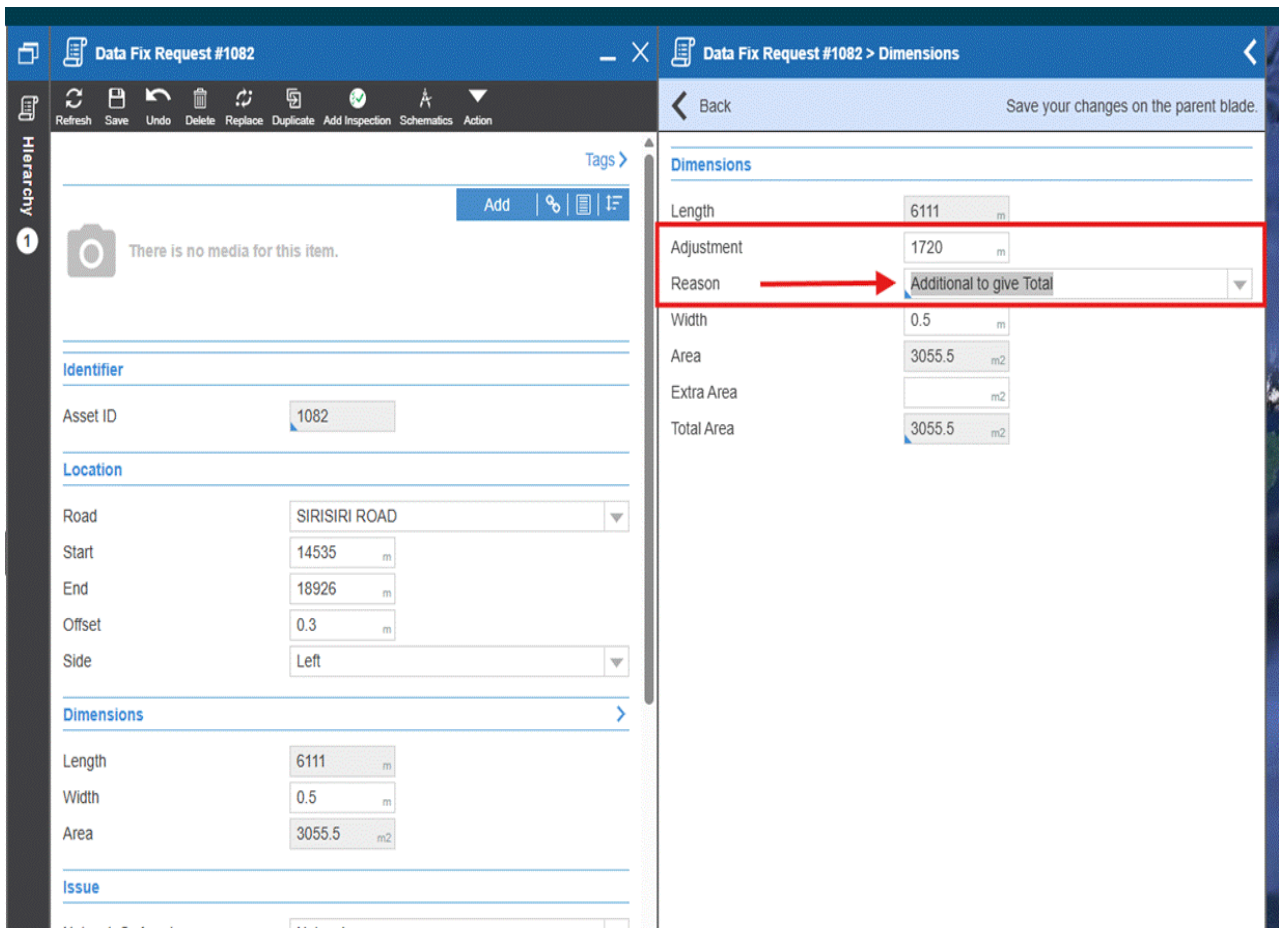 Data Fix Request #1082
Refresh Save Undo Delete Replace Duplicate Add Inspection Schematics Action
Hierarchy
1
Tags
Add
There is no media for this item.
Identifier
Asset ID 1082
Location
Road SIRISIRI ROAD
Start 14535 m
End 18926 m
Offset 0.3 m
Side Left
Dimensions
Length 6111 m
Width 0.5 m
Area 3055.5 m2
Issue
Data Fix Request #1082 > Dimensions
Back Save your changes on the parent blade.
Dimensions
Length 6111 m
Adjustment 1720 m
Reason Additional to give Total
Width 0.5 m
Area 3055.5 m2
Extra Area m2
Total Area 3055.5 m2